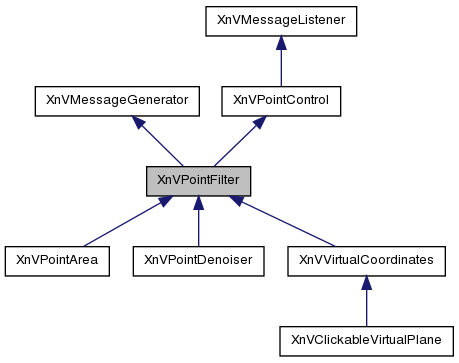 XnVMessageListener
XnVMessageGenerator
XnVPointControl
XnVPointFilter
XnVPointArea
XnVPointDenoiser
XnVVirtualCoordinates
XnVClickableVirtualPlane